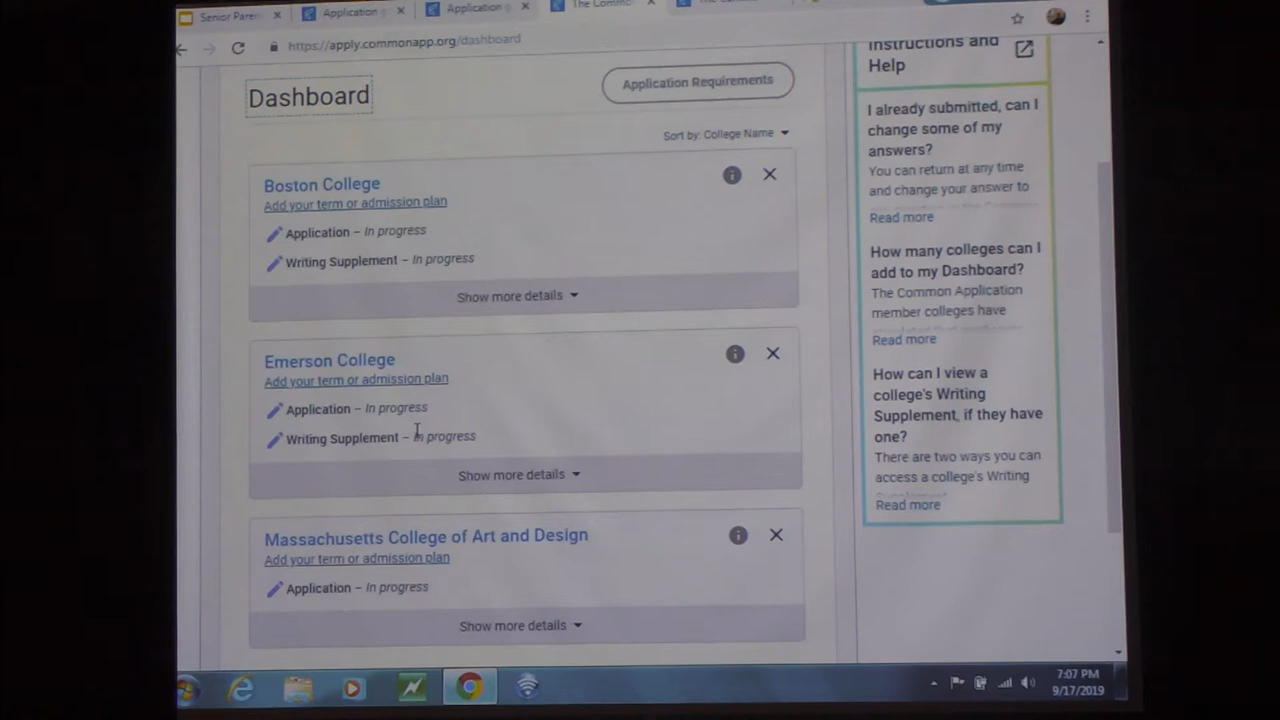 Senior Pare
Application
Application
The Commo
https://apply.commonapp.org/dashboard
Dashboard
Application Requirements
Sort by: College Name
Boston College
Add your term or admission plan
Application – In progress
Writing Supplement – In progress
Show more details
Emerson College
Add your term or admission plan
Application – In progress
Writing Supplement – In progress
Show more details
Massachusetts College of Art and Design
Add your term or admission plan
Application – In progress
Show more details
Instructions and
Help
I already submitted, can I
change some of my
answers?
You can return at any time
and change your answer to
Read more
How many colleges can I
add to my Dashboard?
The Common Application
member colleges have
Read more
How can I view a
college's Writing
Supplement, if they have
one?
There are two ways you can
access a college's Writing
Read more
7:07 PM
9/17/2019